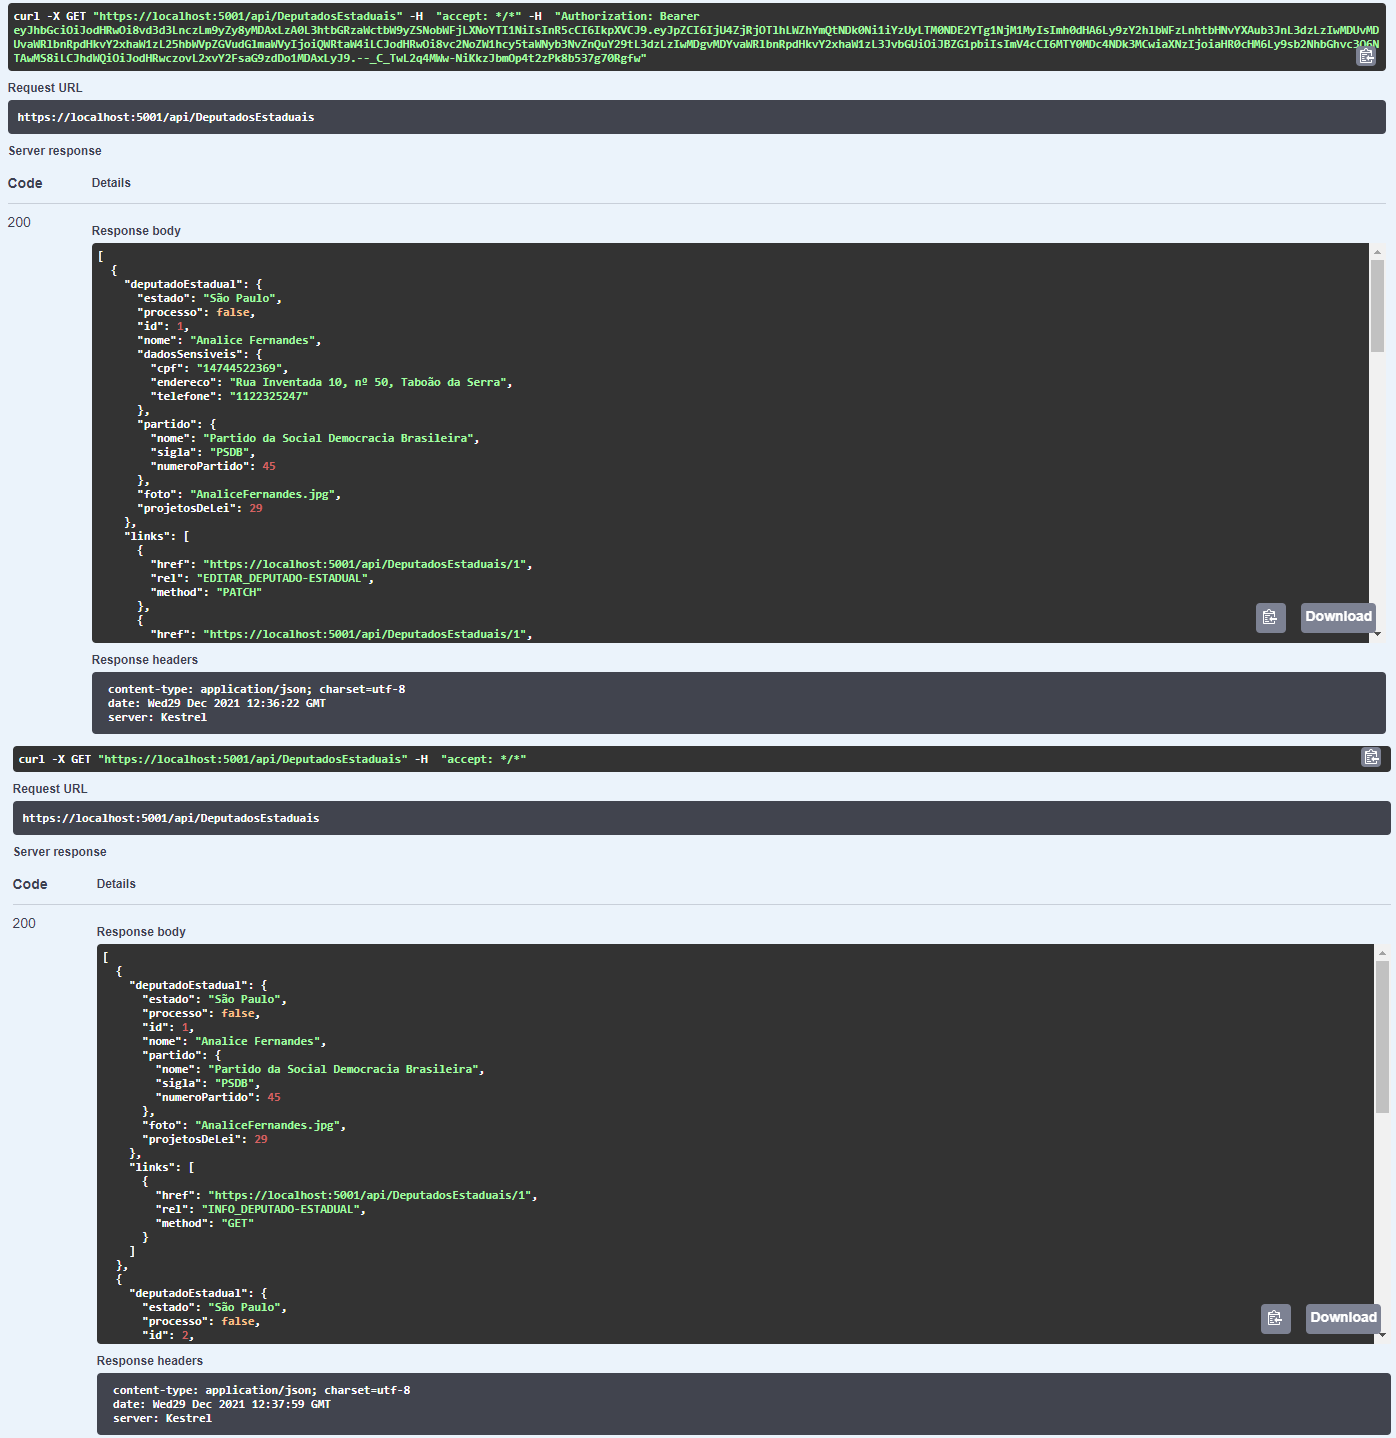 curl -X GET "https://localhost:5001/api/DeputadosEstaduais" -H  "accept: */*" -H  "Authorization: Bearer
Request URL
https://localhost:5001/api/DeputadosEstaduais
Server response
Code Details
200
Response body
[
{
"deputadoEstadual": {
"estado": "São Paulo",
"processo": false,
"id": 1,
"nome": "Analice Fernandes",
"dadosSensiveis": {
"cpf": "14744522369",
"endereco": "Rua Inventada 10, nº 50, Taboão da Serra",
"telefone": "1122325247"
},
"partido": {
"nome": "Partido da Social Democracia Brasileira",
"sigla": "PSDB",
"numeroPartido": 45
},
"foto": "AnaliceFernandes.jpg",
"projetosDeLei": 29
},
"links": [
{
"href": "https://localhost:5001/api/DeputadosEstaduais/1",
"rel": "EDITAR_DEPUTADO-ESTADUAL",
"method": "PATCH"
},
{
"href": "https://localhost:5001/api/DeputadosEstaduais/1",
Download
Response headers
content-type: application/json; charset=utf-8
date: Wed29 Dec 2021 12:36:22 GMT
server: Kestrel
curl -X GET "https://localhost:5001/api/DeputadosEstaduais" -H  "accept: */*"
Request URL
https://localhost:5001/api/DeputadosEstaduais
Server response
Code Details
200
Response body
[
{
"deputadoEstadual": {
"estado": "São Paulo",
"processo": false,
"id": 1,
"nome": "Analice Fernandes",
"partido": {
"nome": "Partido da Social Democracia Brasileira",
"sigla": "PSDB",
"numeroPartido": 45
},
"foto": "AnaliceFernandes.jpg",
"projetosDeLei": 29
},
"links": [
{
"href": "https://localhost:5001/api/DeputadosEstaduais/1",
"rel": "INFO_DEPUTADO-ESTADUAL",
"method": "GET"
}
]
},
{
"deputadoEstadual": {
"estado": "São Paulo",
"processo": false,
"id": 2,
Download
Response headers
content-type: application/json; charset=utf-8
date: Wed29 Dec 2021 12:37:59 GMT
server: Kestrel